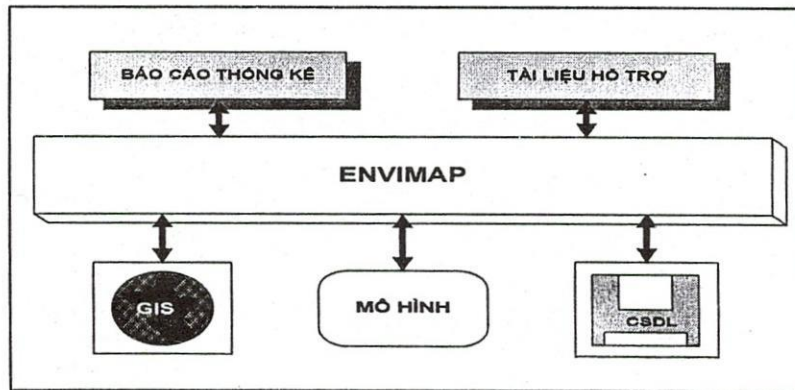 BÁO CÁO THỐNG KÊ
TÀI LIỆU HỖ TRỢ
ENVIMAP
GIS
MÔ HÌNH
CSDL